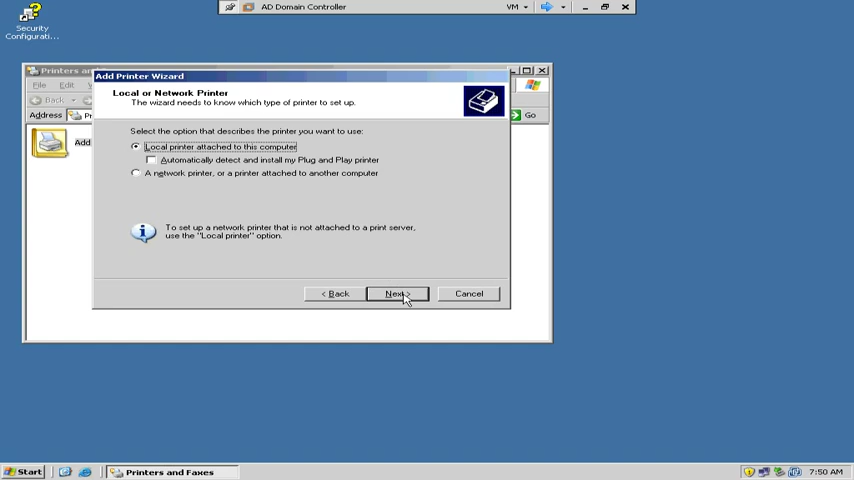 AD Domain Controller
VM
Security
Configurati...
Printers and
Add Printer Wizard
File Edit
Back
Address
Go
Add
Local or Network Printer
The wizard needs to know which type of printer to set up.
Select the option that describes the printer you want to use:
Local printer attached to this computer
Automatically detect and install my Plug and Play printer
A network printer, or a printer attached to another computer
To set up a network printer that is not attached to a print server,
use the "Local printer" option.
< Back
Next >
Cancel
Start
Printers and Faxes
7:50 AM